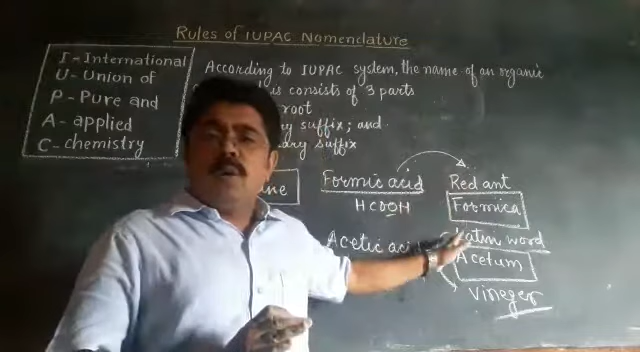 Rules of IUPAC Nomenclature
I - International
U - Union of
P - Pure and
A - applied
C - chemistry
According to IUPAC system, the name of an organic
consists of 3 parts
root
suffix; and
suffix
Formic acid
HCOOH
Acetic
Red ant
Formica
Latin word
Acetum
Vineger